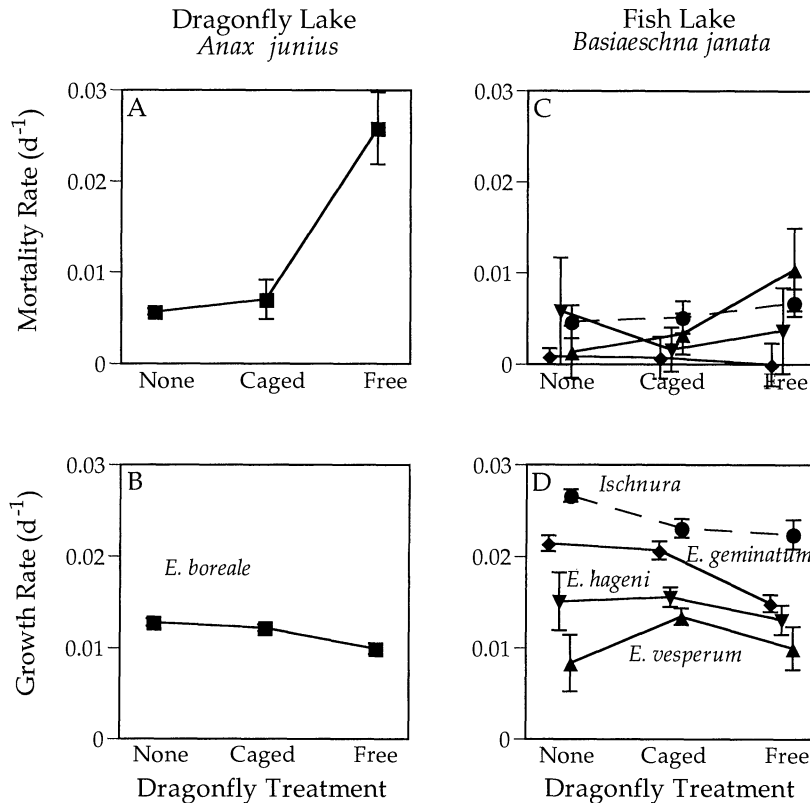 Dragonfly Lake
Anax junius
Fish Lake
Basiaeschna janata
Mortality Rate (d-1)
0.03
0.02
0.01
0
A
None Caged Free
0.03
0.02
0.01
0
C
None Caged Free
Growth Rate (d-1)
0.03
0.02
0.01
0
B
E. boreale
None Caged Free
Dragonfly Treatment
0.03
0.02
0.01
0
D
Ischnura
E. geminatum
E. hageni
E. vesperum
None Caged Free
Dragonfly Treatment